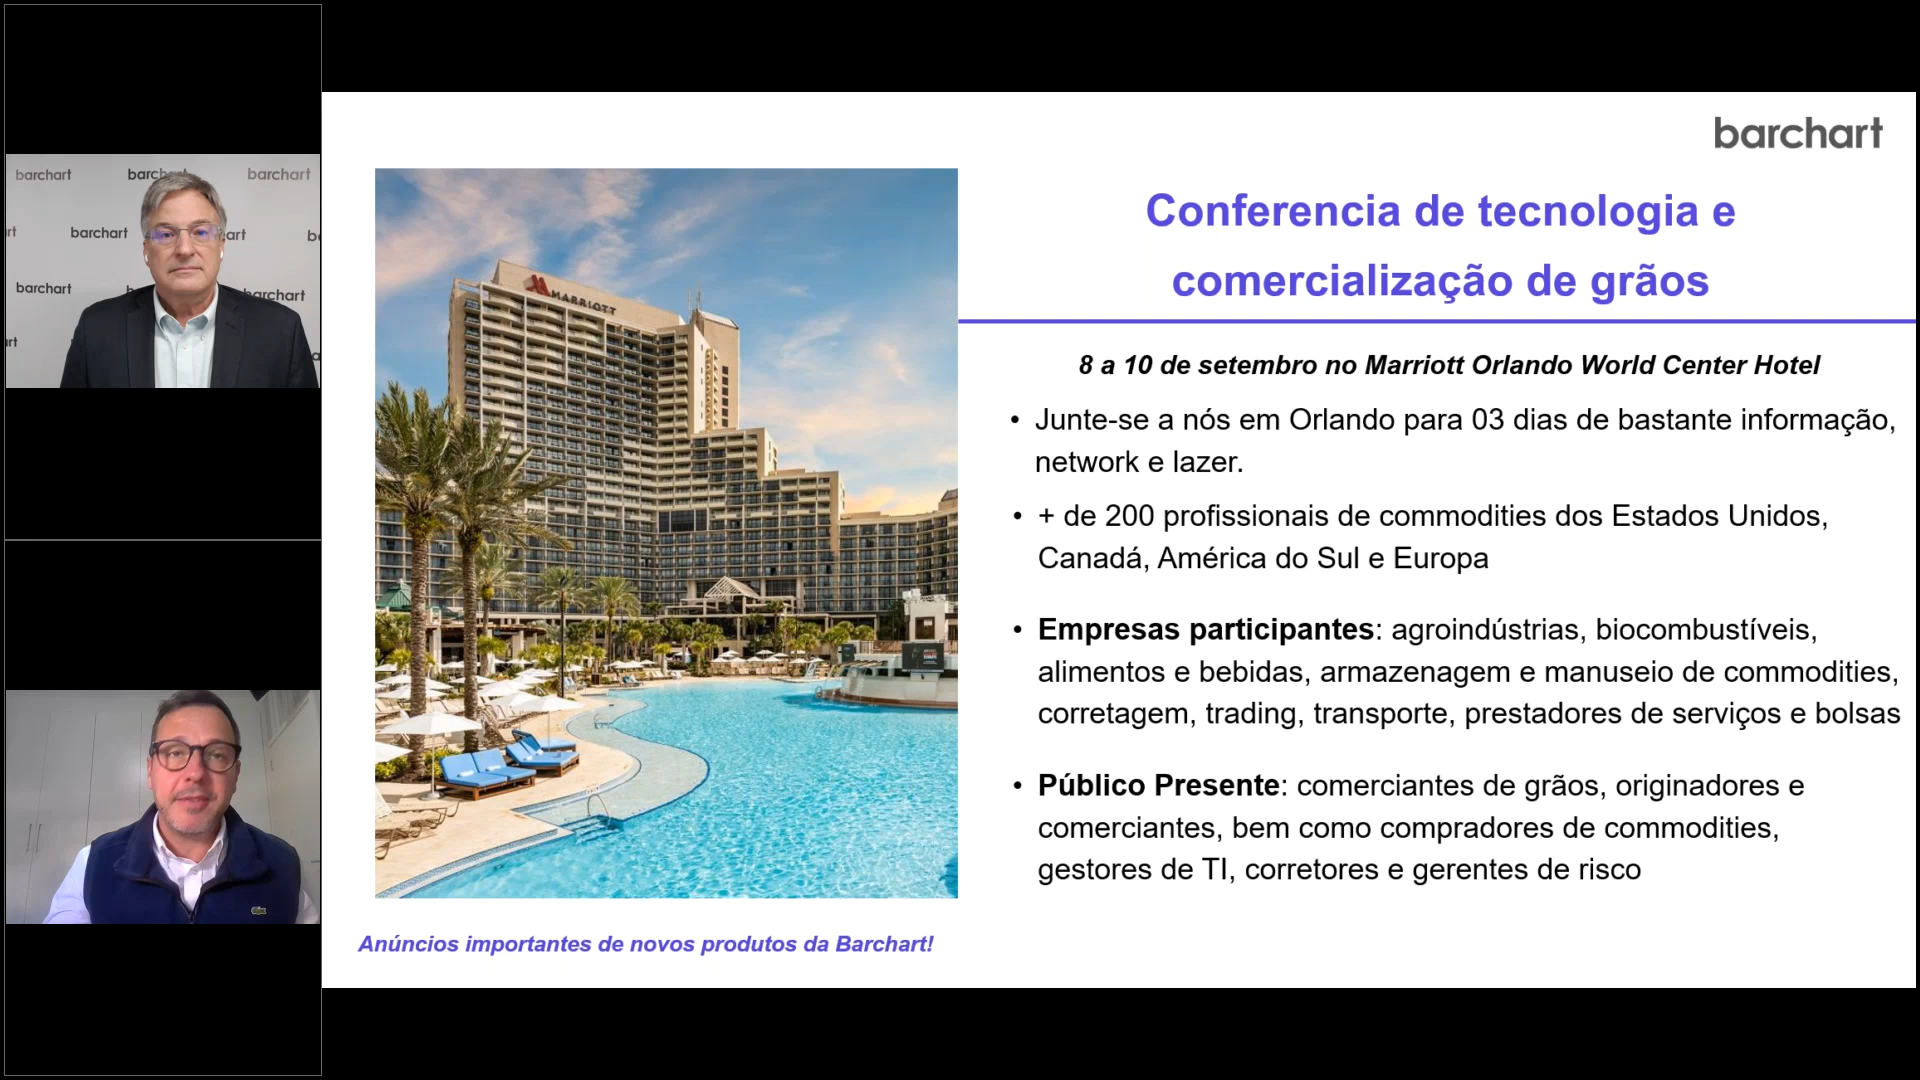 barchart
barchart
barchart
barchart
barchart
barchart
barchart
MARRIOTT
Conferencia de tecnologia e
comercialização de grãos
8 a 10 de setembro no Marriott Orlando World Center Hotel
• Junte-se a nós em Orlando para 03 dias de bastante informação,
network e lazer.
• + de 200 profissionais de commodities dos Estados Unidos,
Canadá, América do Sul e Europa
• Empresas participantes: agroindústrias, biocombustíveis,
alimentos e bebidas, armazenagem e manuseio de commodities,
corretagem, trading, transporte, prestadores de serviços e bolsas
• Público Presente: comerciantes de grãos, originadores e
comerciantes, bem como compradores de commodities,
gestores de TI, corretores e gerentes de risco
Anúncios importantes de novos produtos da Barchart!